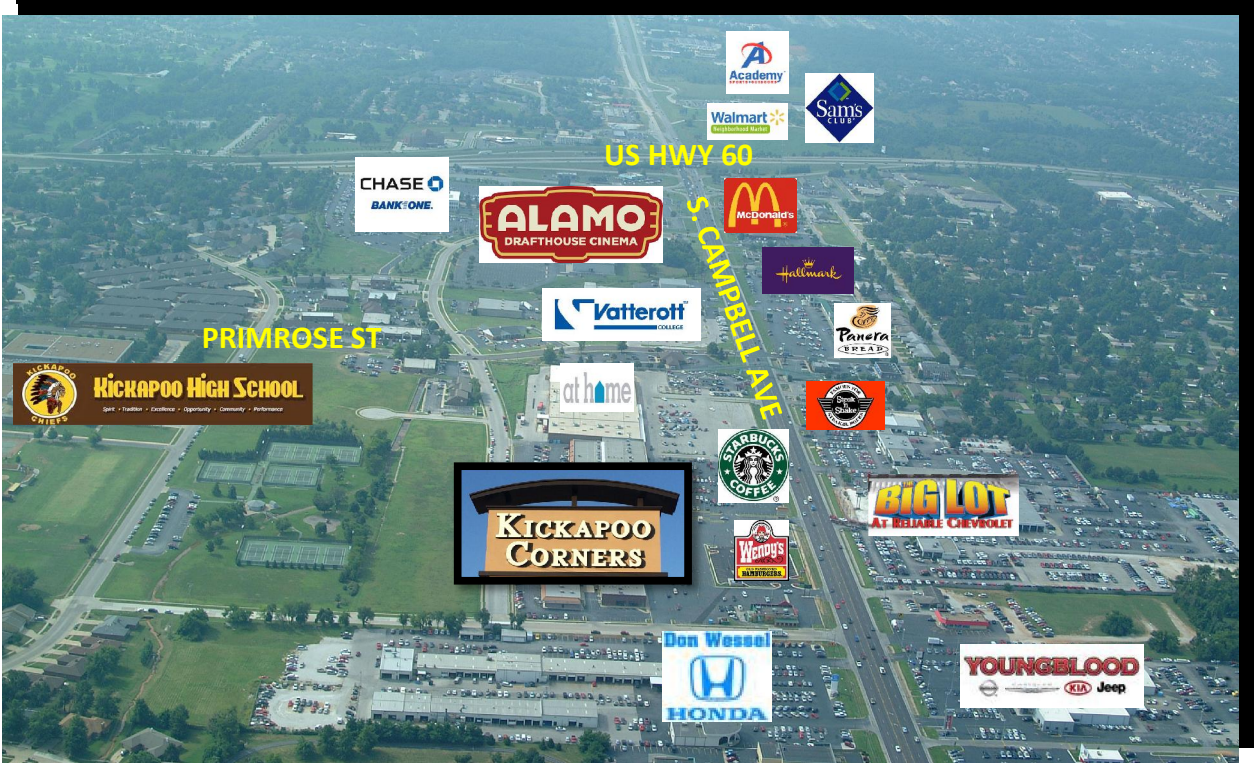 Academy
SPORTS+OUTDOORS
Walmart
Neighborhood Market
Sam's
CLUB
US HWY 60
CHASE
BANK ONE.
ALAMO
DRAFTHOUSE CINEMA
McDonald's
S. CAMPBELL AVE
Hallmark
Vatterott
COLLEGE
Panera
BREAD
PRIMROSE ST
KICKAPOO
CHIEFS
KICKAPOO HIGH SCHOOL
Spirit • Tradition • Excellence • Opportunity • Community • Performance
at home
Steak
n
Shake
STARBUCKS
COFFEE
BIG LOT
AT RELIABLE CHEVROLET
KICKAPOO
CORNERS
WENDY'S
OLD FASHIONED
HAMBURGERS
Don Wessel
HONDA
YOUNGBLOOD
KIA Jeep